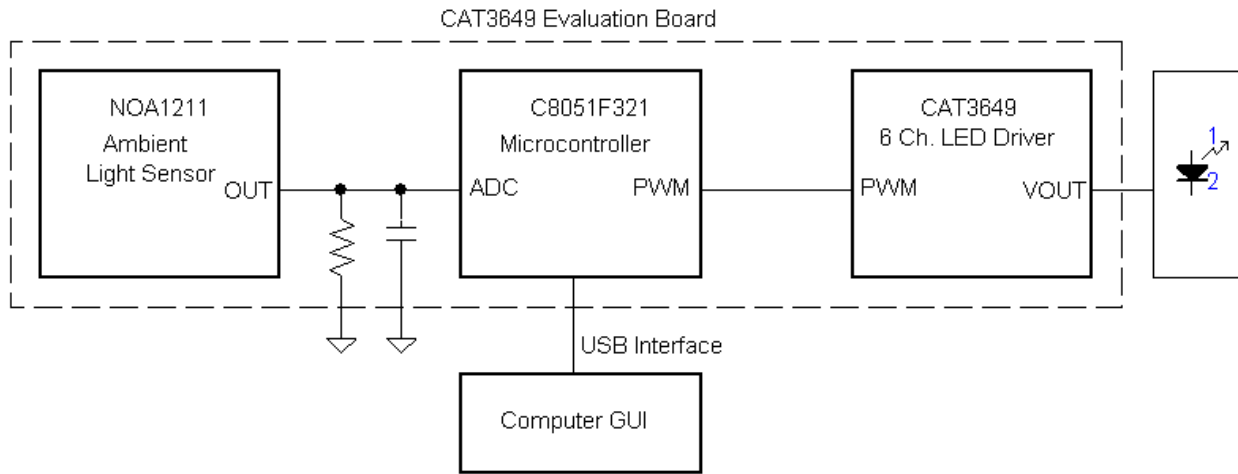 CAT3649 Evaluation Board
NOA1211
Ambient
Light Sensor
OUT
C8051F321
Microcontroller
ADC
PWM
CAT3649
6 Ch. LED Driver
PWM
VOUT
1
2
USB Interface
Computer GUI